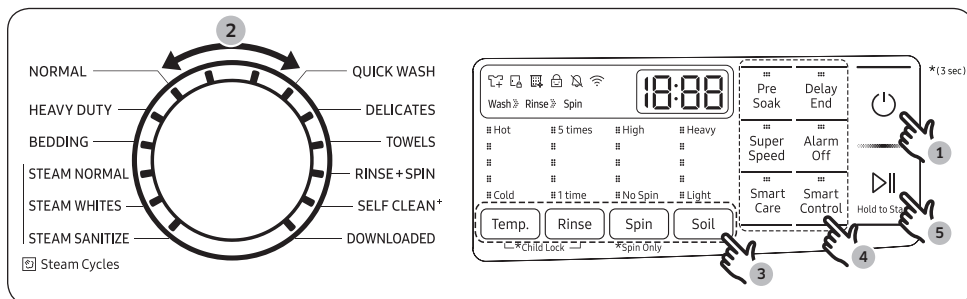 2
NORMAL
HEAVY DUTY
BEDDING
STEAM NORMAL
STEAM WHITES
STEAM SANITIZE
Steam Cycles
QUICK WASH
DELICATES
TOWELS
RINSE+SPIN
SELF CLEAN+
DOWNLOADED
Wash» Rinse» Spin
18:88
Hot 5 times High Heavy
Cold 1 time No Spin Light
Temp. Rinse Spin Soil
*Child Lock *Spin Only
3
Pre Soak
Delay End
Super Speed
Alarm Off
Smart Care
Smart Control
4
*(3 sec)
1
Hold to Sta
5